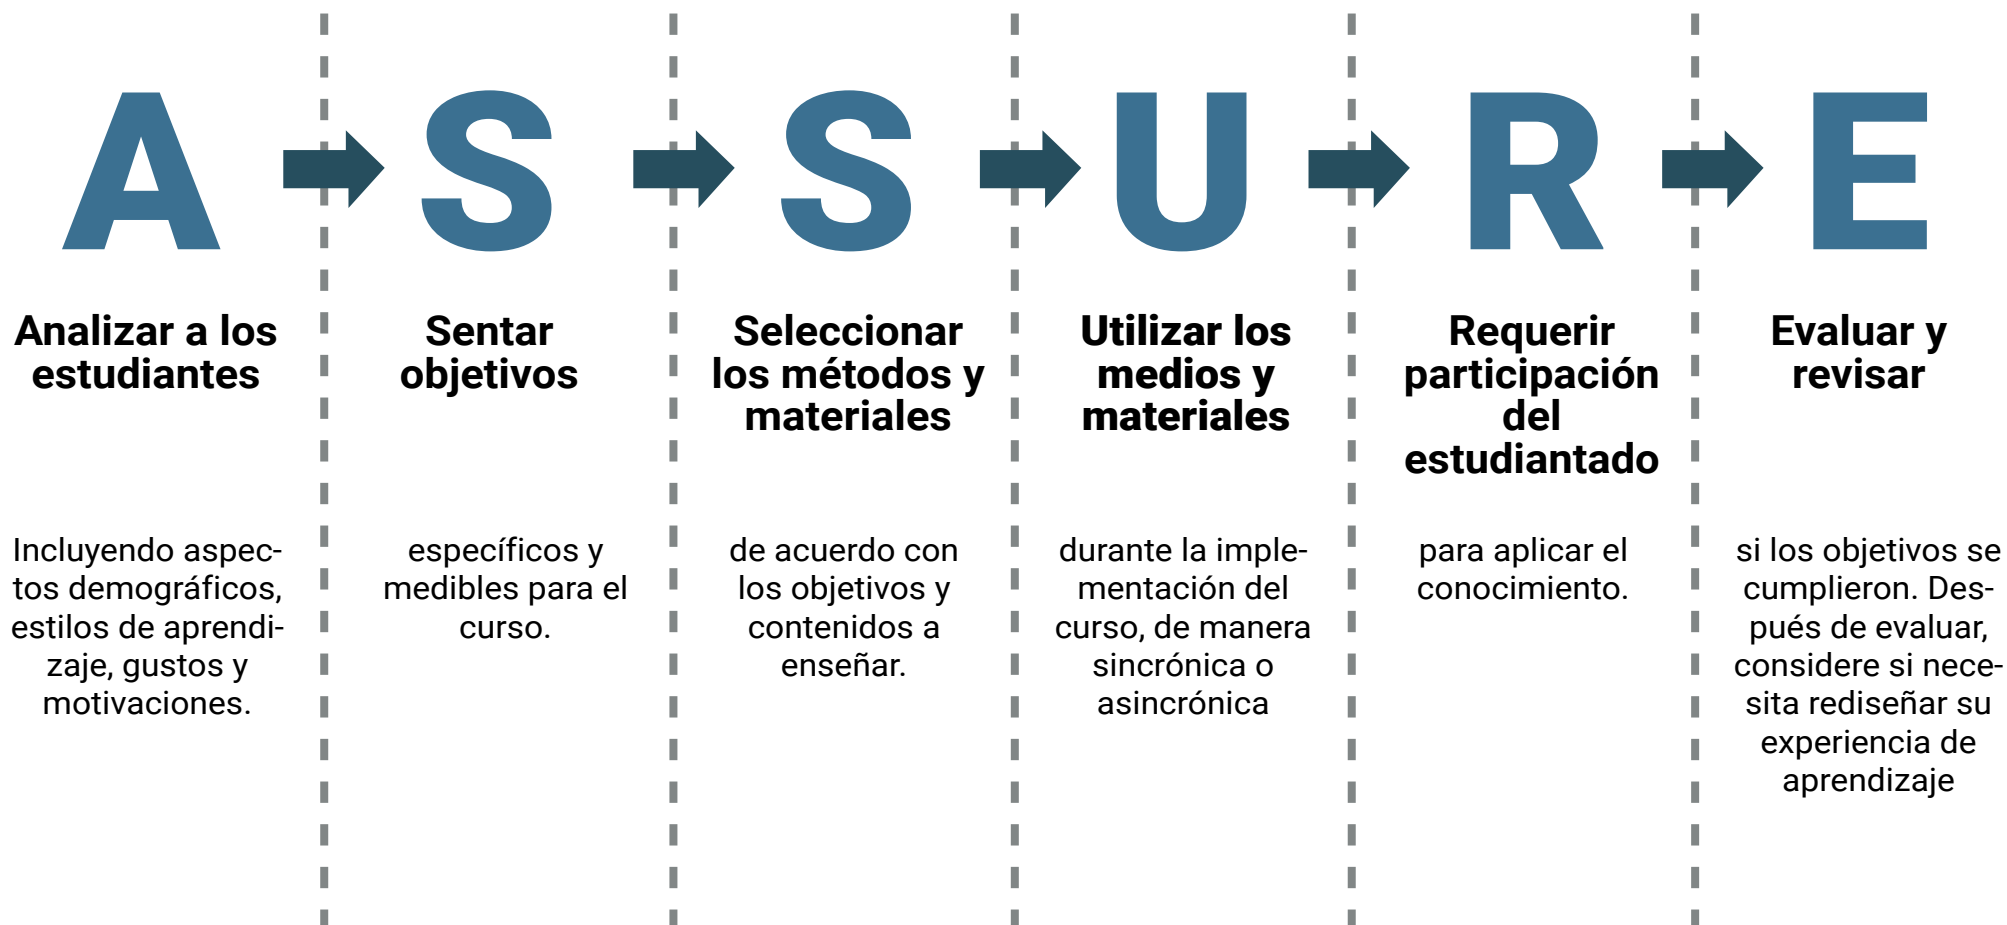 A
Analizar a los
estudiantes
Incluyendo aspec-
tos demográficos,
estilos de aprendi-
zaje, gustos y
motivaciones.
S
Sentar
objetivos
específicos y
medibles para el
curso.
S
Seleccionar
los métodos y
materiales
de acuerdo con
los objetivos y
contenidos a
enseñar.
U
Utilizar los
medios y
materiales
durante la imple-
mentación del
curso, de manera
sincrónica o
asincrónica
R
Requerir
participación
del
estudiantado
para aplicar el
conocimiento.
E
Evaluar y
revisar
si los objetivos se
cumplieron. Des-
pués de evaluar,
considere si nece-
sita rediseñar su
experiencia de
aprendizaje